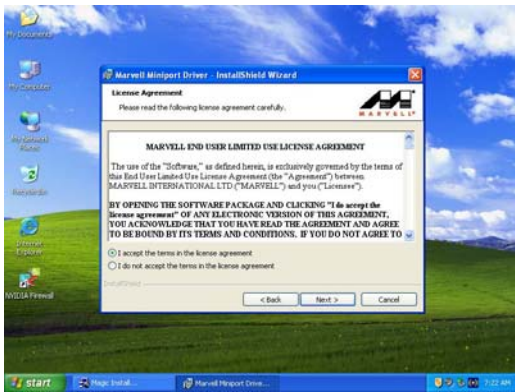 My Documents
My Computer
My Network
Places
Recycle Bin
Internet
Explorer
NVIDIA Firewall
Marvell Miniport Driver - InstallShield Wizard
License Agreement
Please read the following license agreement carefully.
MARVELL
MARVELL END USER LIMITED USE LICENSE AGREEMENT
The use of the "Software," as defined herein, is exclusively governed by the terms of
this End User Limited Use License Agreement (the "Agreement") between
MARVELL INTERNATIONAL LTD.("MARVELL") and you ("Licensee").
BY OPENING THE SOFTWARE PACKAGE AND CLICKING "I do accept the
license agreement" OF ANY ELECTRONIC VERSION OF THIS AGREEMENT,
YOU ACKNOWLEDGE THAT YOU HAVE READ THE AGREEMENT AND AGREE
TO BE BOUND BY ITS TERMS AND CONDITIONS. IF YOU DO NOT AGREE TO
I accept the terms in the license agreement
I do not accept the terms in the license agreement
InstallShield
< Back
Next >
Cancel
start
Magic Install...
Marvell Miniport Drive...
7:22 AM